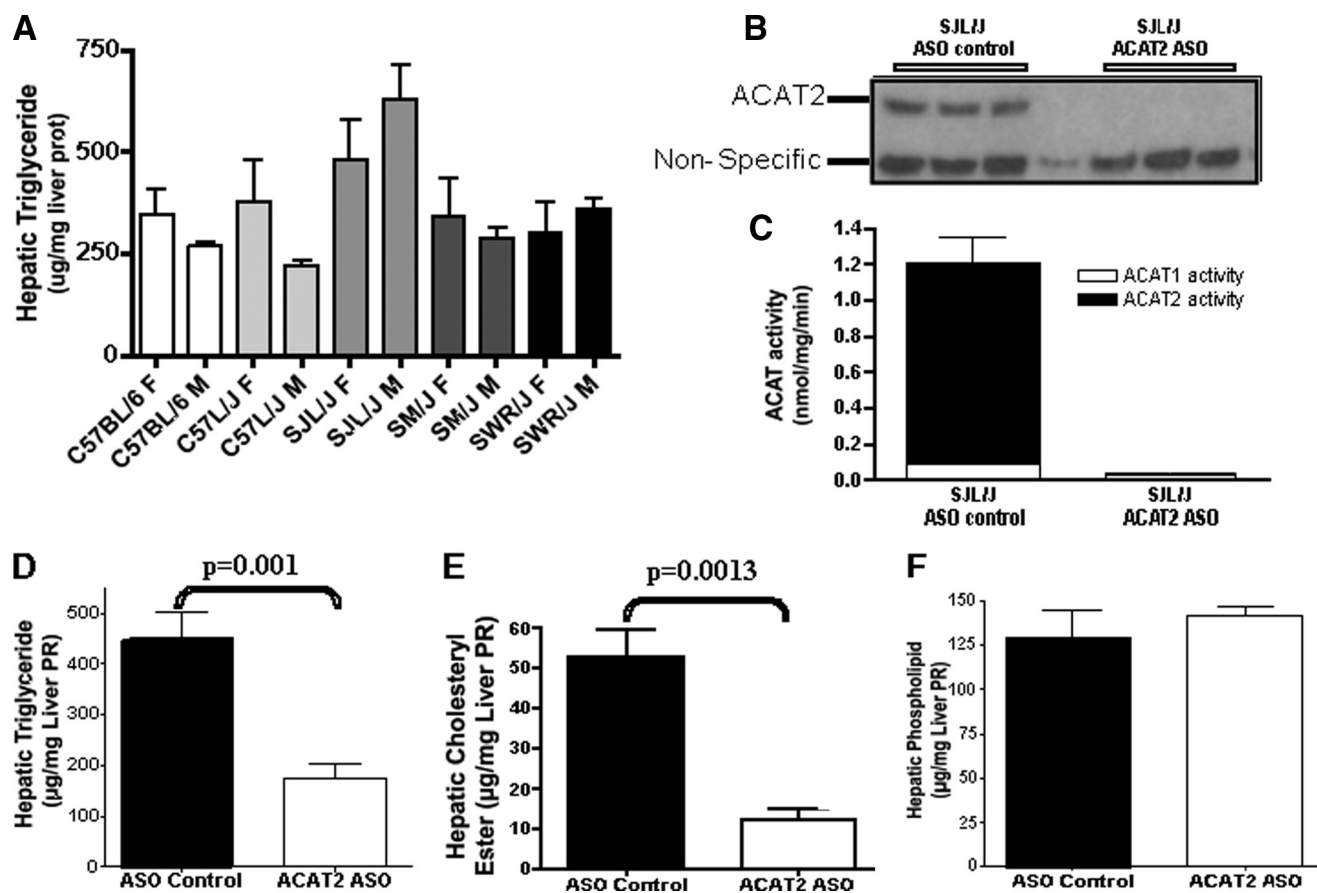 A
750
500
250
0
Hepatic Triglyceride
(ug/mg liver prot)
C57BL/6 F
C57BL/6 M
C57L/J F
C57L/J M
SJL/J F
SJL/J M
SM/J F
SM/J M
SWR/J F
SWR/J M
B
SJL/J
ASO control
SJL/J
ACAT2 ASO
ACAT2
Non- Specific
C
1.4
1.2
1.0
0.8
0.6
0.4
0.2
0.0
ACAT activity
(nmol/mg/min)
ACAT1 activity
ACAT2 activity
SJL/J
ASO control
SJL/J
ACAT2 ASO
D
p=0.001
500
400
300
200
100
0
Hepatic Triglyceride
(µg/mg Liver PR)
ASO Control
ACAT2 ASO
E
p=0.0013
60
50
40
30
20
10
0
Hepatic Cholesteryl
Ester (µg/mg Liver PR)
ASO Control
ACAT2 ASO
F
150
125
100
75
50
25
0
Hepatic Phospholipid
(µg/mg Liver PR)
ASO Control
ACAT2 ASO